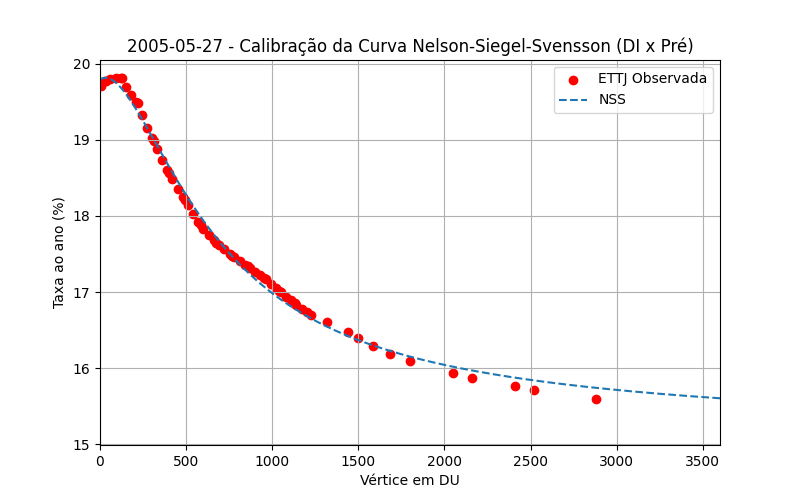 2005-05-27 - Calibração da Curva Nelson-Siegel-Svensson (DI x Pré)
ETTJ Observada
NSS
Taxa ao ano (%)
20
19
18
17
16
15
0 500 1000 1500 2000 2500 3000 3500
Vértice em DU